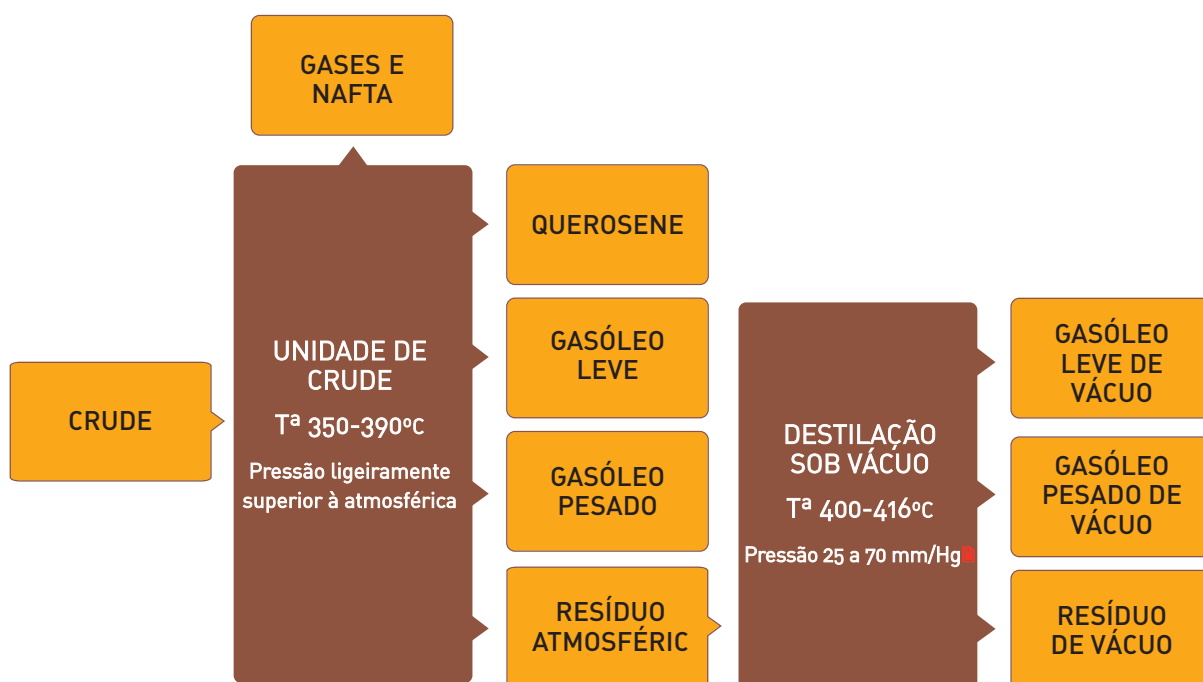 GASES E
NAFTA
CRUDE
UNIDADE DE
CRUDE
Tª 350-390ºC
Pressão ligeiramente
superior à atmosférica
QUEROSENE
GASÓLEO
LEVE
GASÓLEO
PESADO
RESÍDUO
ATMOSFÉRIC
DESTILAÇÃO
SOB VÁCUO
Tª 400-416ºC
Pressão 25 a 70 mm/Hg
GASÓLEO
LEVE DE
VÁCUO
GASÓLEO
PESADO DE
VÁCUO
RESÍDUO
DE VÁCUO